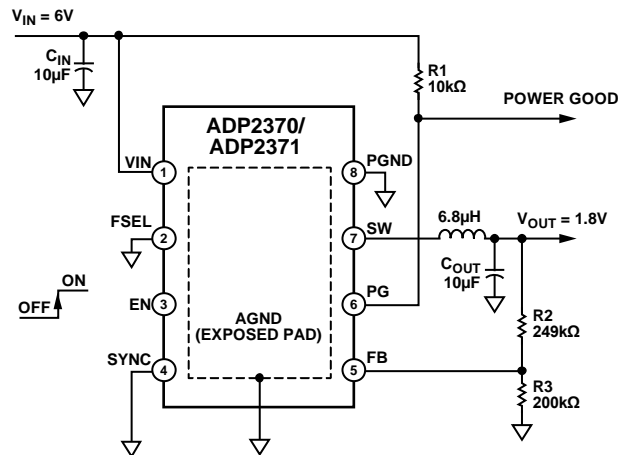 VIN = 6V
CIN
10µF
R1
10kΩ
POWER GOOD
ADP2370/
ADP2371
VIN
1
8
PGND
FSEL
2
7
SW
6.8µH
VOUT = 1.8V
COUT
10µF
ON
OFF
EN
3
6
PG
AGND
(EXPOSED PAD)
R2
249kΩ
SYNC
4
5
FB
R3
200kΩ